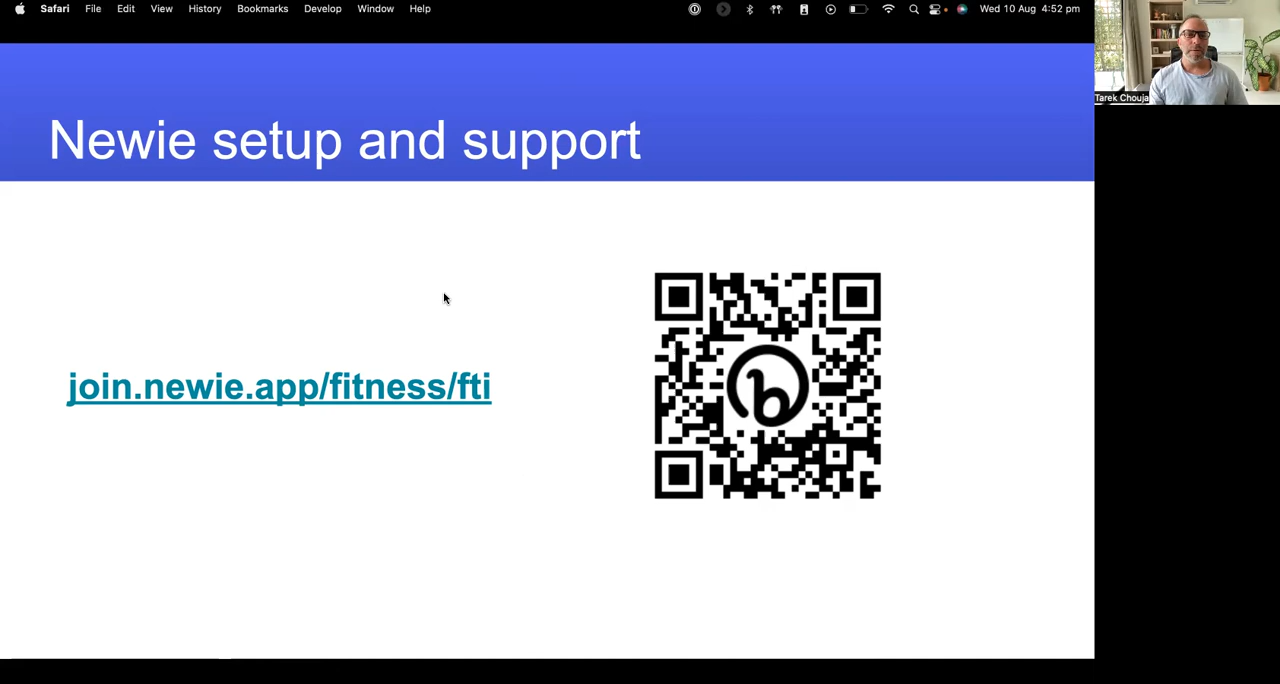 Safari File Edit View History Bookmarks Develop Window Help Wed 10 Aug 4:52 pm
Tarek Chouja
Newie setup and support
join.newie.app/fitness/fti
b